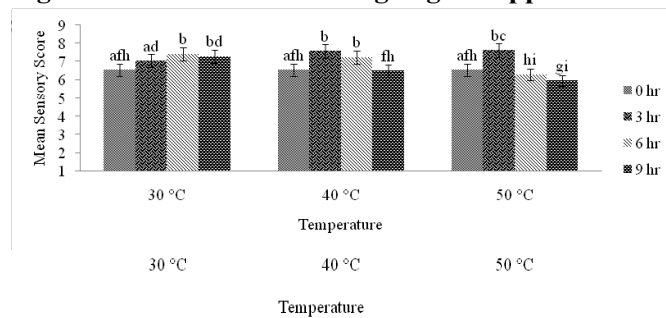 9
8
7
6
5
4
3
2
1
Mean Sensory Score
afh ad b bd
afh b b fh
afh bc hi gi
0 hr
3 hr
6 hr
9 hr
30 °C 40 °C 50 °C
Temperature
30 °C 40 °C 50 °C
Temperature